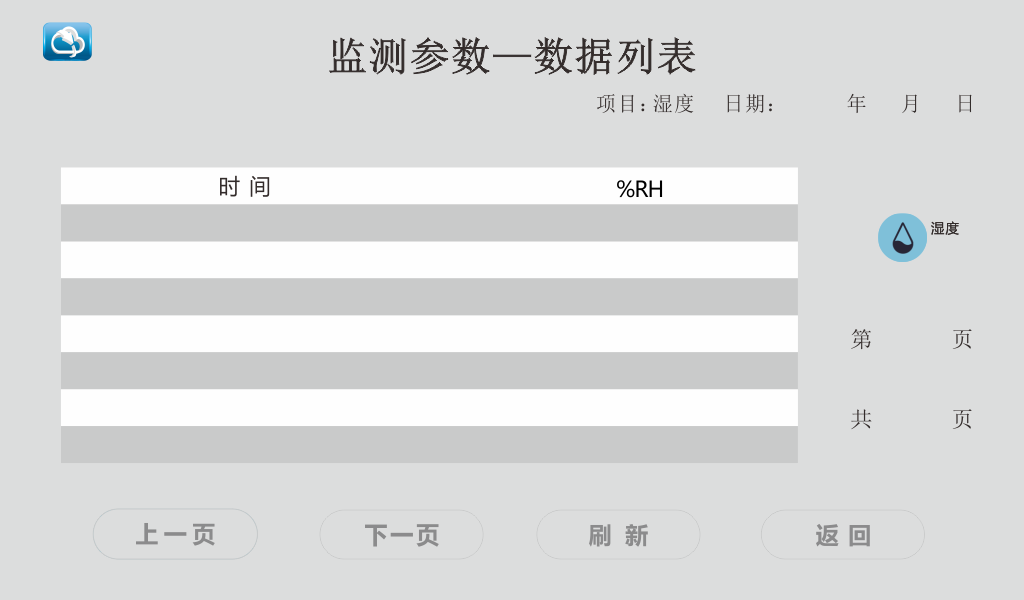 监测参数—数据列表
项目：湿度 日期： 年 月 日
时间 %RH
湿度
第 页
共 页
上一页 下一页 刷新 返回